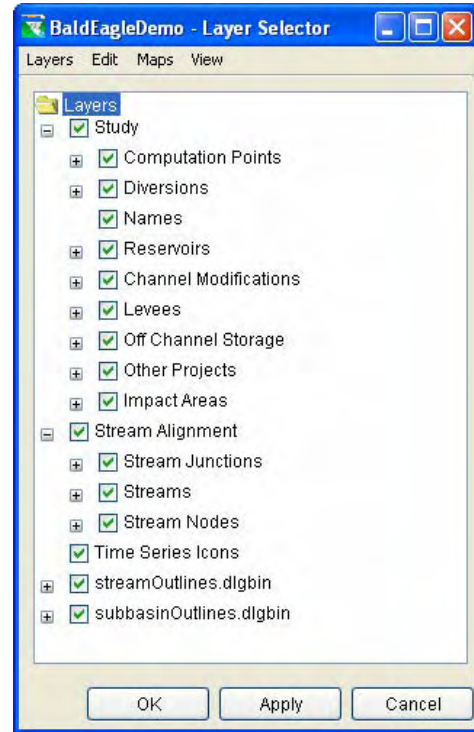 BaldEagleDemo - Layer Selector
Layers Edit Maps View
Layers
Study
Computation Points
Diversions
Names
Reservoirs
Channel Modifications
Levees
Off Channel Storage
Other Projects
Impact Areas
Stream Alignment
Stream Junctions
Streams
Stream Nodes
Time Series Icons
streamOutlines.dlgbin
subbasinOutlines.dlgbin
OK Apply Cancel